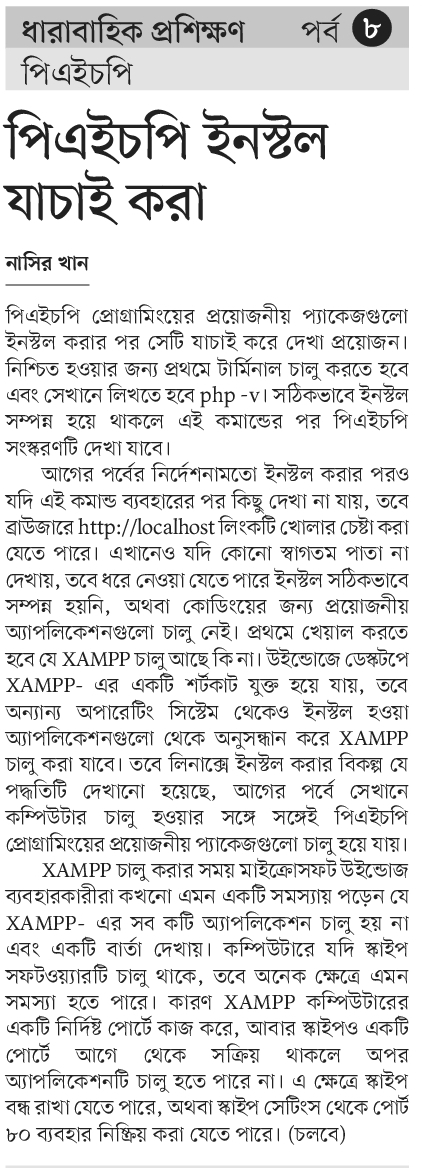 ধারাবাহিক প্রশিক্ষণ পর্ব ৮
পিএইচপি
পিএইচপি ইনস্টল
যাচাই করা
নাসির খান
পিএইচপি প্রোগ্রামিংয়ের প্রয়োজনীয় প্যাকেজগুলো
ইনস্টল করার পর সেটি যাচাই করে দেখা প্রয়োজন।
নিশ্চিত হওয়ার জন্য প্রথমে টার্মিনাল চালু করতে হবে
এবং সেখানে লিখতে হবে php -v। সঠিকভাবে ইনস্টল
সম্পন্ন হয়ে থাকলে এই কমান্ডের পর পিএইচপি
সংস্করণটি দেখা যাবে।
আগের পর্বের নির্দেশনামতো ইনস্টল করার পরও
যদি এই কমান্ড ব্যবহারের পর কিছু দেখা না যায়, তবে
ব্রাউজারে http://localhost লিংকটি খোলার চেষ্টা করা
যেতে পারে। এখানেও যদি কোনো স্বাগতম পাতা না
দেখায়, তবে ধরে নেওয়া যেতে পারে ইনস্টল সঠিকভাবে
সম্পন্ন হয়নি, অথবা কোডিংয়ের জন্য প্রয়োজনীয়
অ্যাপলিকেশনগুলো চালু নেই। প্রথমে খেয়াল করতে
হবে যে XAMPP চালু আছে কি না। উইন্ডোজে ডেস্কটপে
XAMPP- এর একটি শর্টকাট যুক্ত হয়ে যায়, তবে
অন্যান্য অপারেটিং সিস্টেম থেকেও ইনস্টল হওয়া
অ্যাপলিকেশনগুলো থেকে অনুসন্ধান করে XAMPP
চালু করা যাবে। তবে লিনাক্সে ইনস্টল করার বিকল্প যে
পদ্ধতিটি দেখানো হয়েছে, আগের পর্বে সেখানে
কম্পিউটার চালু হওয়ার সঙ্গে সঙ্গেই পিএইচপি
প্রোগ্রামিংয়ের প্রয়োজনীয় প্যাকেজগুলো চালু হয়ে যায়।
XAMPP চালু করার সময় মাইক্রোসফট উইন্ডোজ
ব্যবহারকারীরা কখনো এমন একটি সমস্যায় পড়েন যে
XAMPP- এর সব কটি অ্যাপলিকেশন চালু হয় না
এবং একটি বার্তা দেখায়। কম্পিউটারে যদি স্কাইপ
সফটওয়্যারটি চালু থাকে, তবে অনেক ক্ষেত্রে এমন
সমস্যা হতে পারে। কারণ XAMPP কম্পিউটারের
একটি নির্দিষ্ট পোর্টে কাজ করে, আবার স্কাইপও একটি
পোর্টে আগে থেকে সক্রিয় থাকলে অপর
অ্যাপলিকেশনটি চালু হতে পারে না। এ ক্ষেত্রে স্কাইপ
বন্ধ রাখা যেতে পারে, অথবা স্কাইপ সেটিংস থেকে পোর্ট
৮০ ব্যবহার নিষ্ক্রিয় করা যেতে পারে। (চলবে)